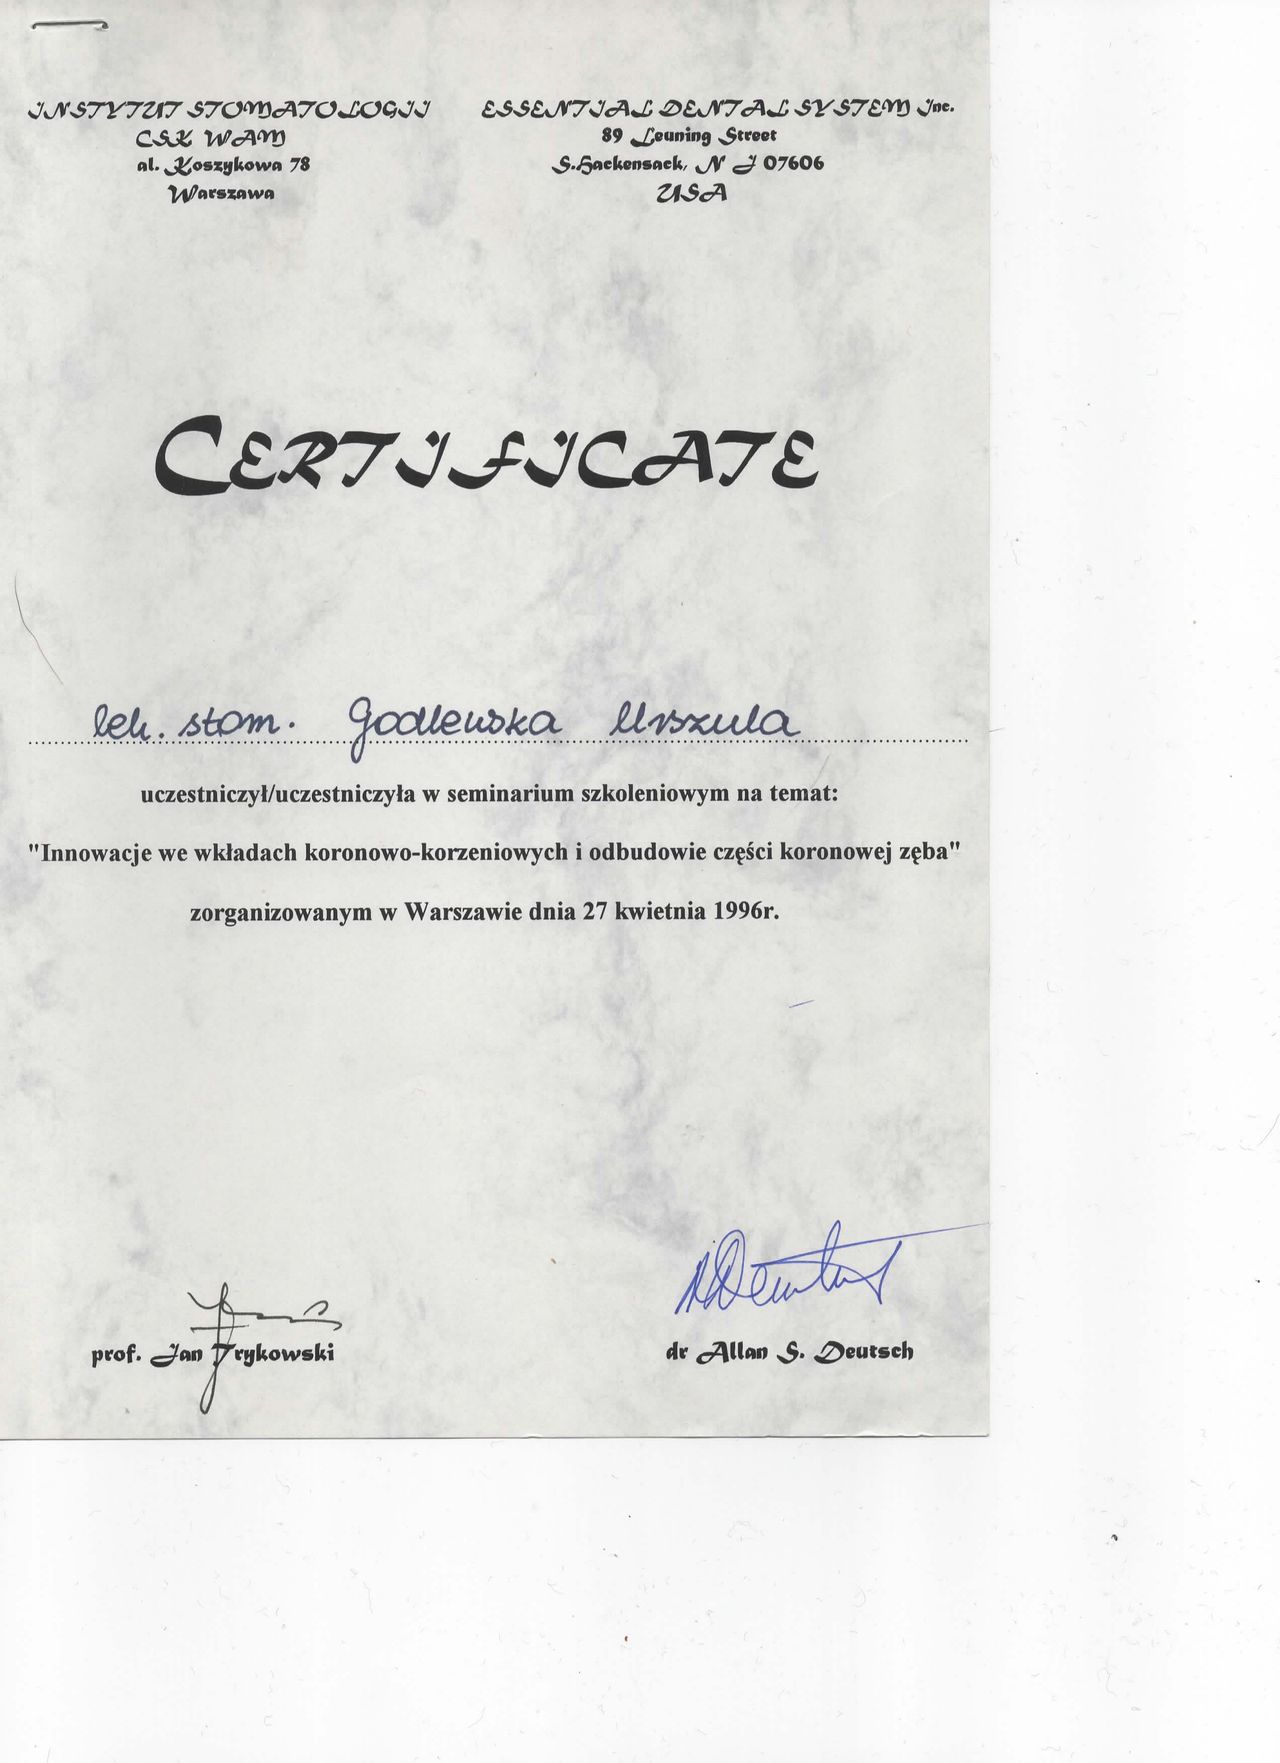 INSTYTUT STOMATOLOGII
CSK WAM
al. Koszykowa 78
Warszawa
ESSENTIAL DENTAL SYSTEM Inc.
89 Leuning Street
S.Hackensack, N J 07606
USA
CERTIFICATE
lek. stom. Godlewska Urszula
uczestniczył/uczestniczyła w seminarium szkoleniowym na temat:
"Innowacje we wkładach koronowo-korzeniowych i odbudowie części koronowej zęba"
zorganizowanym w Warszawie dnia 27 kwietnia 1996r.
prof. Jan Trykowski
dr Allan S. Deutsch